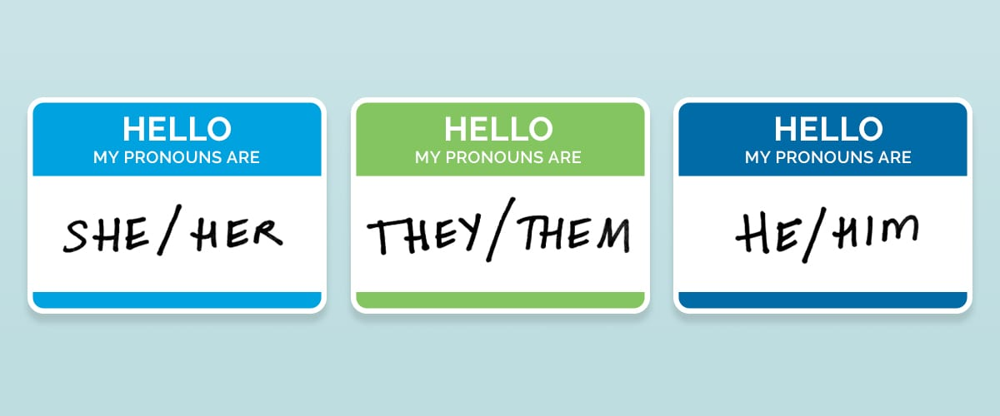 HELLO
MY PRONOUNS ARE
SHE/HER
HELLO
MY PRONOUNS ARE
THEY/THEM
HELLO
MY PRONOUNS ARE
HE/HIM